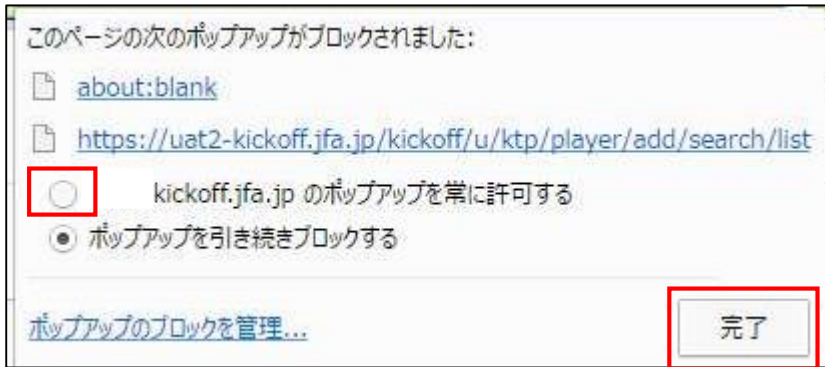 このページの次のポップアップがブロックされました:
about:blank
https://uat2-kickoff.jfa.jp/kickoff/u/ktp/player/add/search/list
kickoff.jfa.jp のポップアップを常に許可する
ポップアップを引き続きブロックする
ポップアップのブロックを管理...
完了